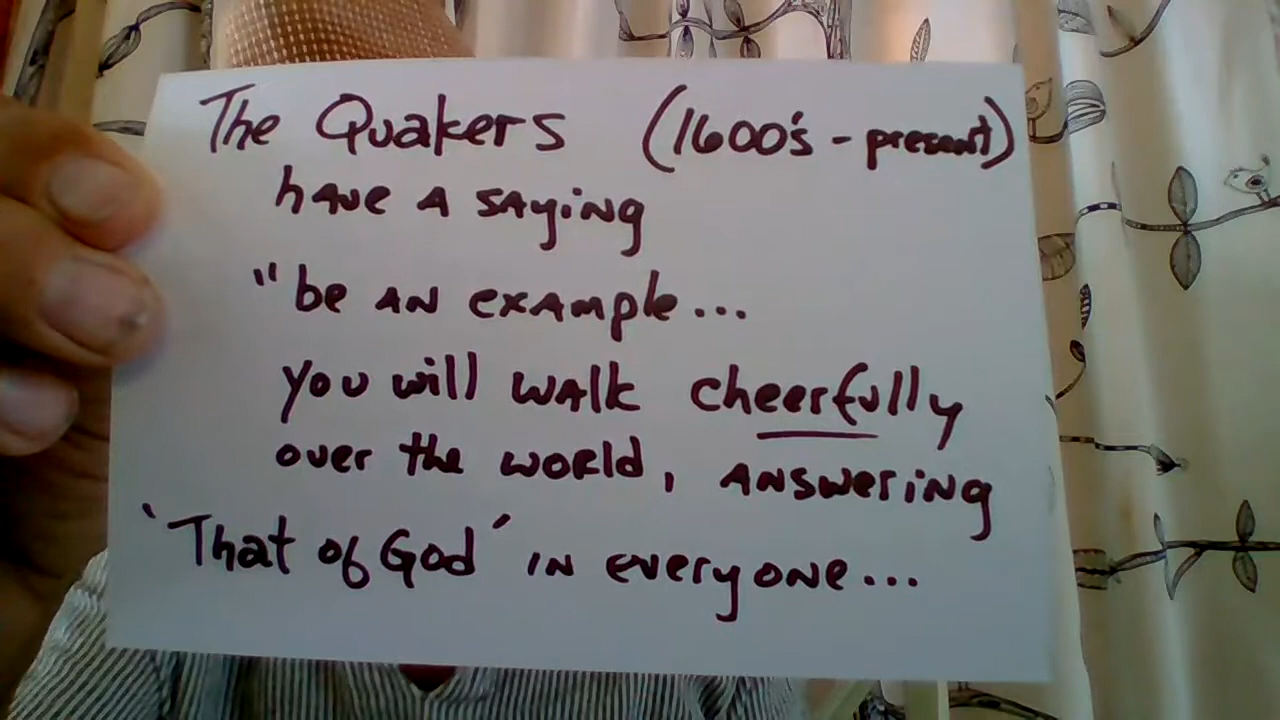 The Quakers (1600's - present)
have a saying
"be an example...
you will walk cheerfully
over the world, answering
'That of God' in everyone...